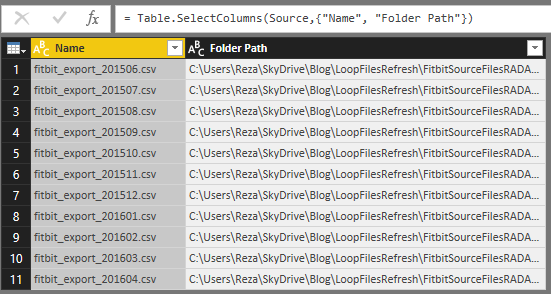 = Table.SelectColumns(Source,{"Name", "Folder Path"})
Name Folder Path
1 fitbit_export_201506.csv C:\Users\Reza\SkyDrive\Blog\LoopFilesRefresh\FitbitSourceFilesRADA...
2 fitbit_export_201507.csv C:\Users\Reza\SkyDrive\Blog\LoopFilesRefresh\FitbitSourceFilesRADA...
3 fitbit_export_201508.csv C:\Users\Reza\SkyDrive\Blog\LoopFilesRefresh\FitbitSourceFilesRADA...
4 fitbit_export_201509.csv C:\Users\Reza\SkyDrive\Blog\LoopFilesRefresh\FitbitSourceFilesRADA...
5 fitbit_export_201510.csv C:\Users\Reza\SkyDrive\Blog\LoopFilesRefresh\FitbitSourceFilesRADA...
6 fitbit_export_201511.csv C:\Users\Reza\SkyDrive\Blog\LoopFilesRefresh\FitbitSourceFilesRADA...
7 fitbit_export_201512.csv C:\Users\Reza\SkyDrive\Blog\LoopFilesRefresh\FitbitSourceFilesRADA...
8 fitbit_export_201601.csv C:\Users\Reza\SkyDrive\Blog\LoopFilesRefresh\FitbitSourceFilesRADA...
9 fitbit_export_201602.csv C:\Users\Reza\SkyDrive\Blog\LoopFilesRefresh\FitbitSourceFilesRADA...
10 fitbit_export_201603.csv C:\Users\Reza\SkyDrive\Blog\LoopFilesRefresh\FitbitSourceFilesRADA...
11 fitbit_export_201604.csv C:\Users\Reza\SkyDrive\Blog\LoopFilesRefresh\FitbitSourceFilesRADA...